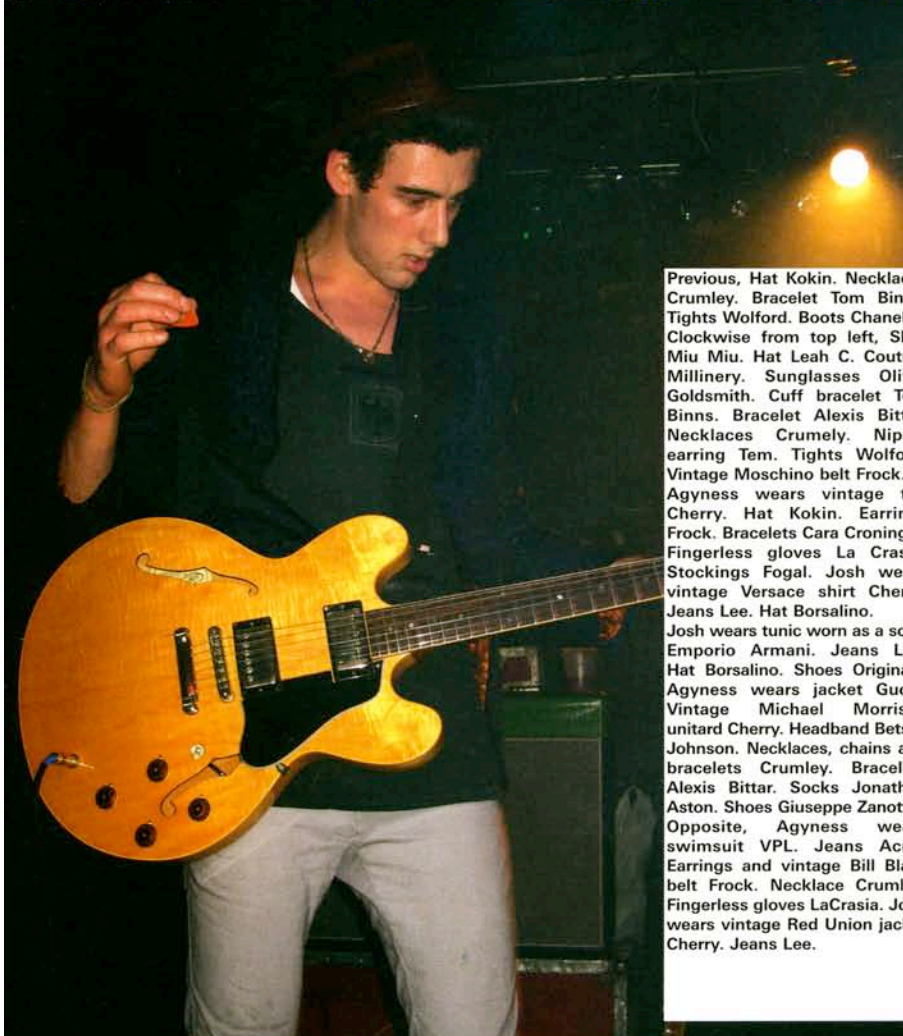 Previous, Hat Kokin. Necklac
Crumley. Bracelet Tom Bin
Tights Wolford. Boots Chanel
Clockwise from top left, Sh
Miu Miu. Hat Leah C. Cout
Millinery. Sunglasses Oli
Goldsmith. Cuff bracelet T
Binns. Bracelet Alexis Bitt
Necklaces Crumely. Nip
earring Tem. Tights Wolfo
Vintage Moschino belt Frock.
Agyness wears vintage t
Cherry. Hat Kokin. Earrin
Frock. Bracelets Cara Croning
Fingerless gloves La Cras
Stockings Fogal. Josh we
vintage Versace shirt Cher
Jeans Lee. Hat Borsalino.
Josh wears tunic worn as a sc
Emporio Armani. Jeans L
Hat Borsalino. Shoes Origina
Agyness wears jacket Guc
Vintage Michael Morris
unitard Cherry. Headband Bets
Johnson. Necklaces, chains a
bracelets Crumley. Bracel
Alexis Bittar. Socks Jonath
Aston. Shoes Giuseppe Zanot
Opposite, Agyness wea
swimsuit VPL. Jeans Ac
Earrings and vintage Bill Bla
belt Frock. Necklace Crumb
Fingerless gloves LaCrasia. Jo
wears vintage Red Union jack
Cherry. Jeans Lee.